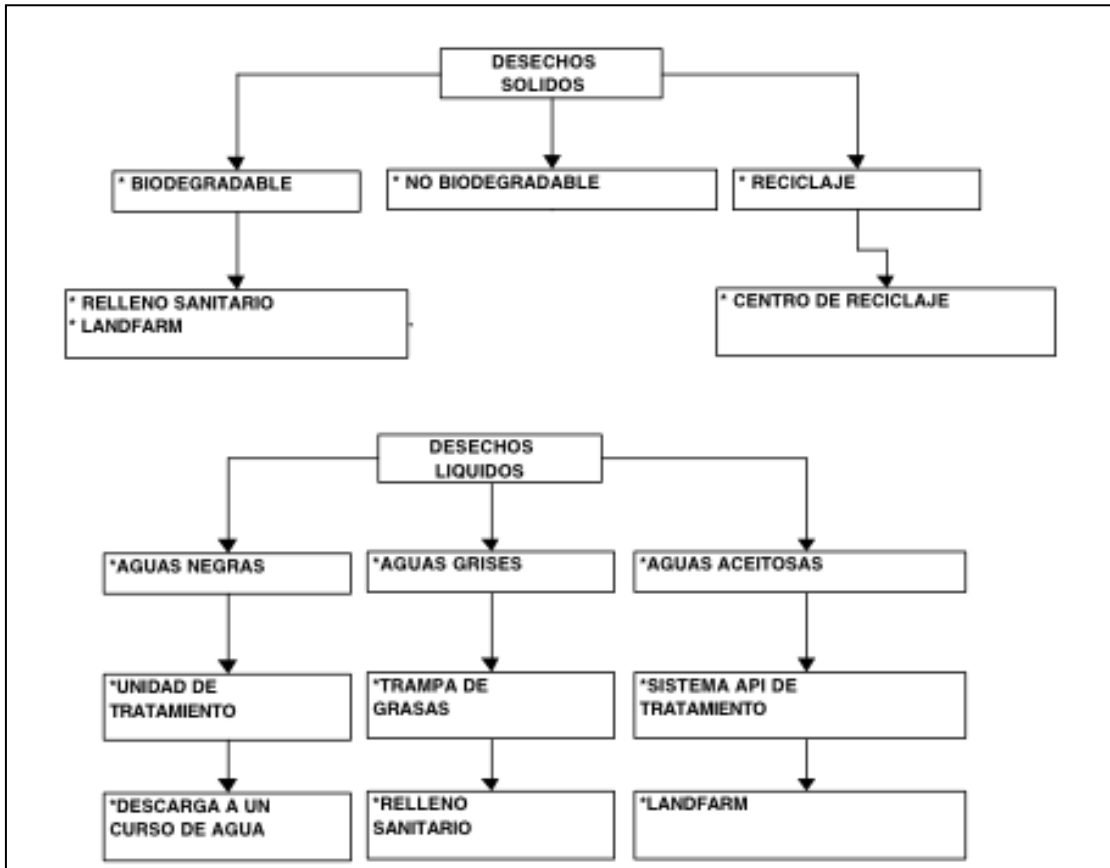 DESECHOS
SOLIDOS
* BIODEGRADABLE
* NO BIODEGRADABLE
* RECICLAJE
* RELLENO SANITARIO
* LANDFARM
* CENTRO DE RECICLAJE
DESECHOS
LIQUIDOS
*AGUAS NEGRAS
*AGUAS GRISES
*AGUAS ACEITOSAS
*UNIDAD DE
TRATAMIENTO
*TRAMPA DE
GRASAS
*SISTEMA API DE
TRATAMIENTO
*DESCARGA A UN
CURSO DE AGUA
*RELLENO
SANITARIO
*LANDFARM